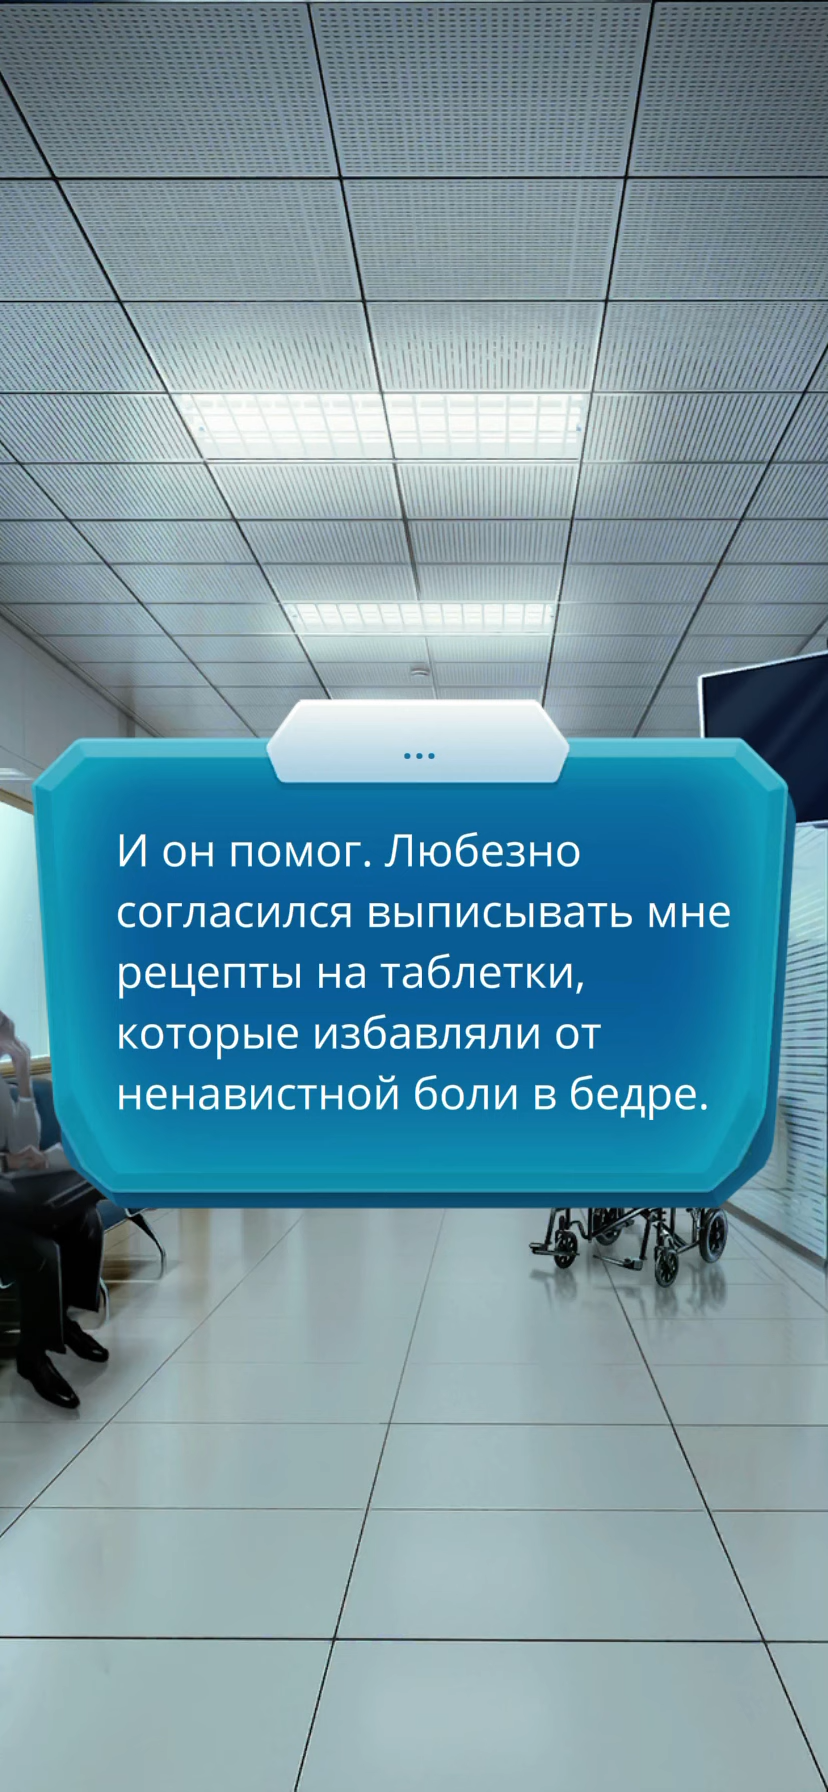 ...
И он помог. Любезно
согласился выписывать мне
рецепты на таблетки,
которые избавляли от
ненавистной боли в бедре.